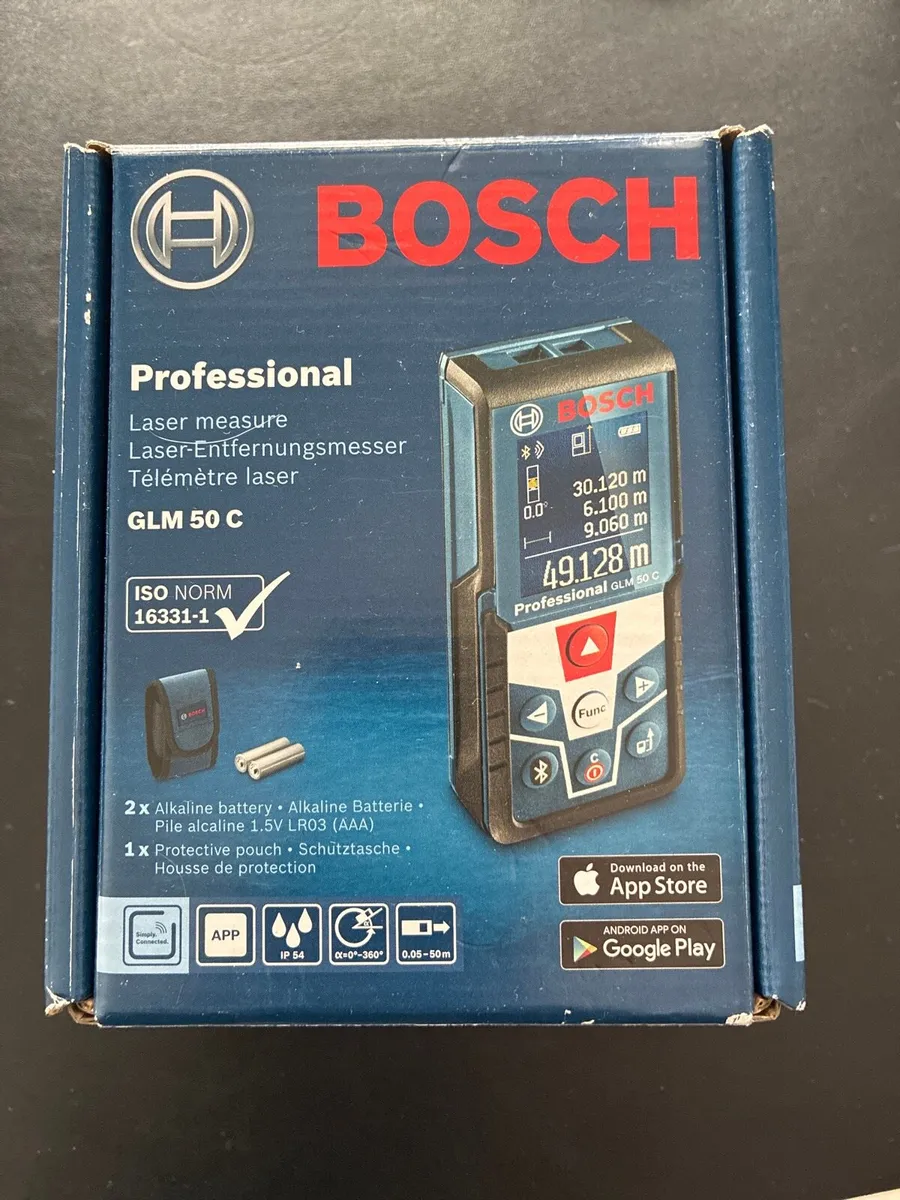 BOSCH
Professional
Laser measure
Laser-Entfernungsmesser
Télémètre laser
GLM 50 C
ISO NORM
16331-1
BOSCH
0.0°
30.120 m
6.100 m
9.060 m
49.128 m
Professional GLM 50 C
Func
C
BOSCH
2x Alkaline battery • Alkaline Batterie •
Pile alcaline 1.5V LR03 (AAA)
1x Protective pouch • Schutztasche •
Housse de protection
Download on the
App Store
ANDROID APP ON
Google Play
Simply.
Connected.
APP
IP 54
α=0°-360°
0.05-50m